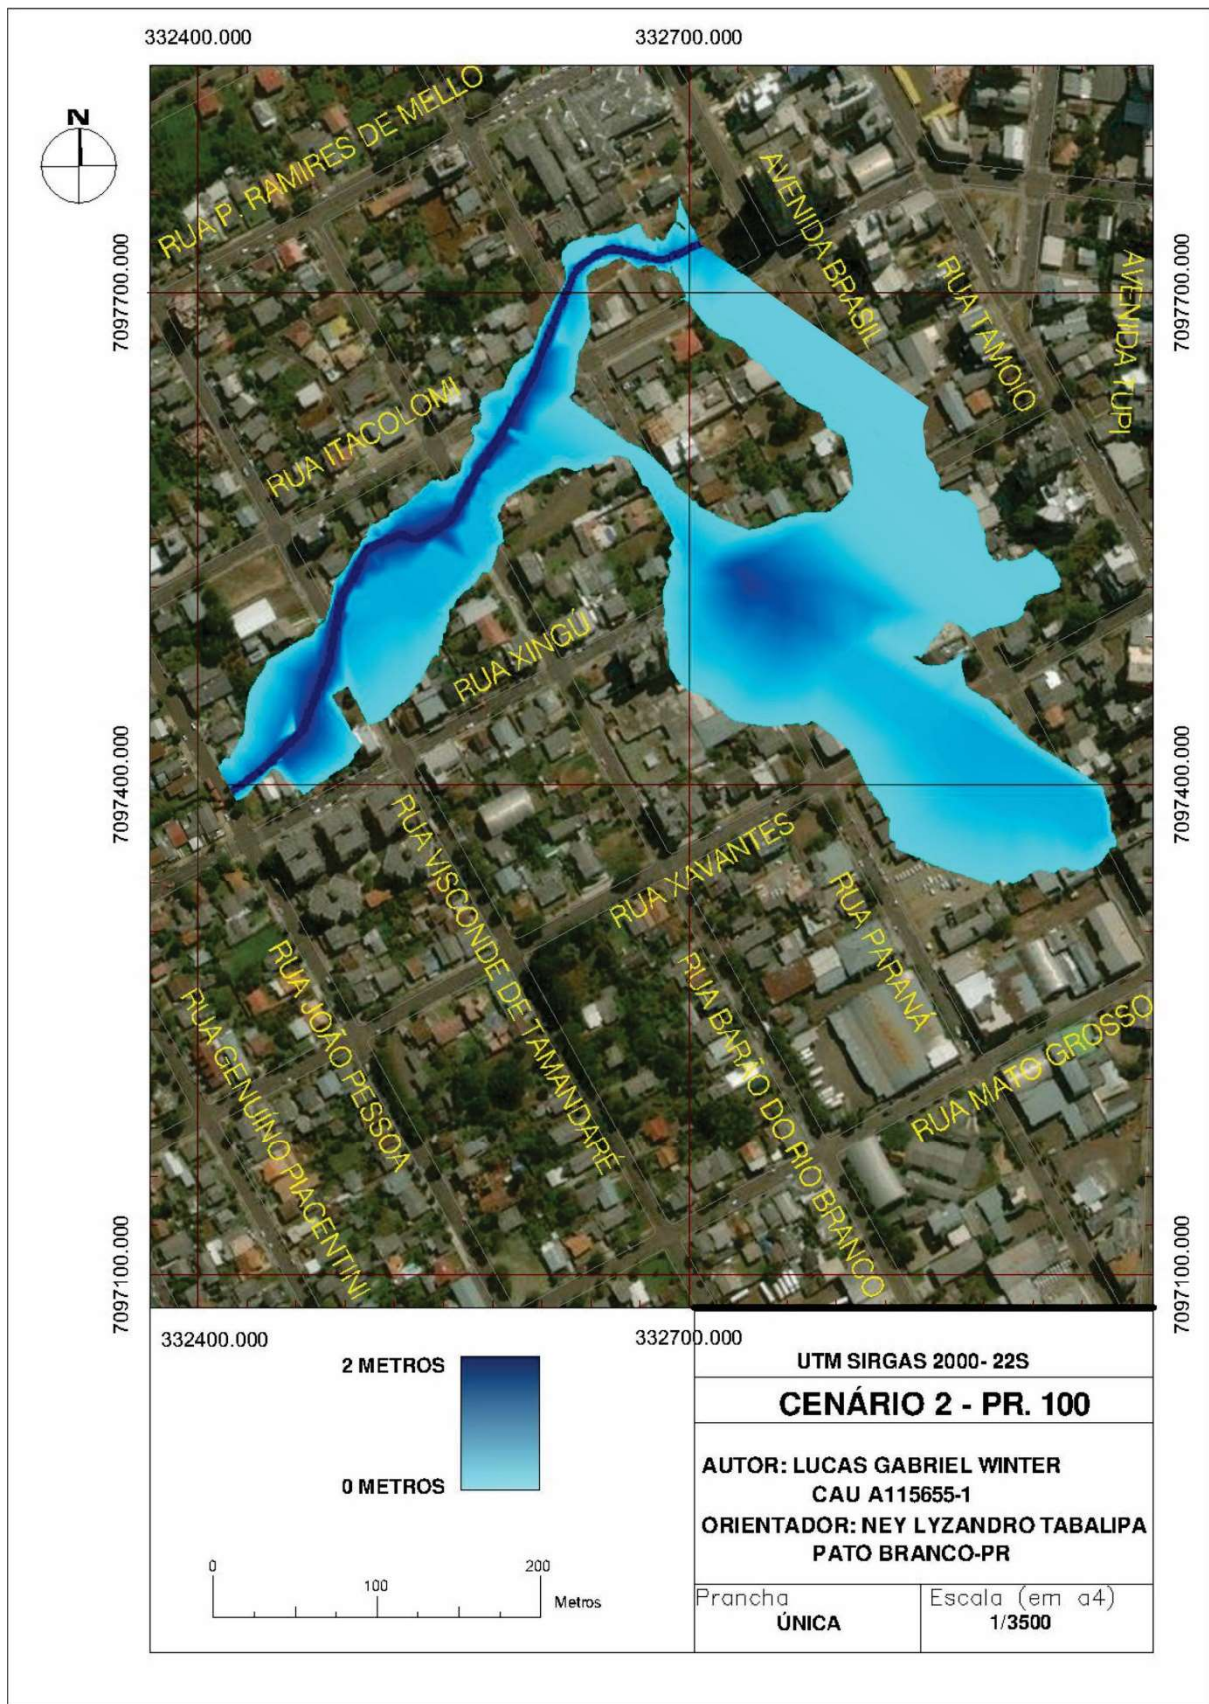 332400.000
332700.000
N
RUA P. RAMIRES DE MELLO
AVENIDA BRASIL
RUA TAMOIO
AVENIDA TUPI
7097700.000
7097700.000
RUA ITACOLOMI
RUA XINGÚ
7097400.000
7097400.000
RUA VISCONDE DE TAMANDARÉ
RUA XAVANTES
RUA PARANÁ
RUA JOÃO PESSOA
RUA GENUÍNO PIACENTINI
RUA BARÃO DO RIO BRANCO
RUA MATO GROSSO
7097100.000
7097100.000
332400.000
332700.000
2 METROS
0 METROS
0
100
200
Metros
UTM SIRGAS 2000- 22S
CENÁRIO 2 - PR. 100
AUTOR: LUCAS GABRIEL WINTER
CAU A115655-1
ORIENTADOR: NEY LYZANDRO TABALIPA
PATO BRANCO-PR
Prancha
ÚNICA
Escala (em a4)
1/3500